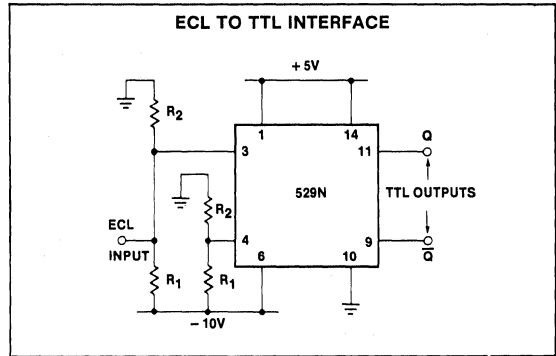 ECL TO TTL INTERFACE
+5V
R2
1
14
3
11
Q
529N
R2
TTL OUTPUTS
ECL
INPUT
4
9
Q̅
6
10
R1
R1
-10V